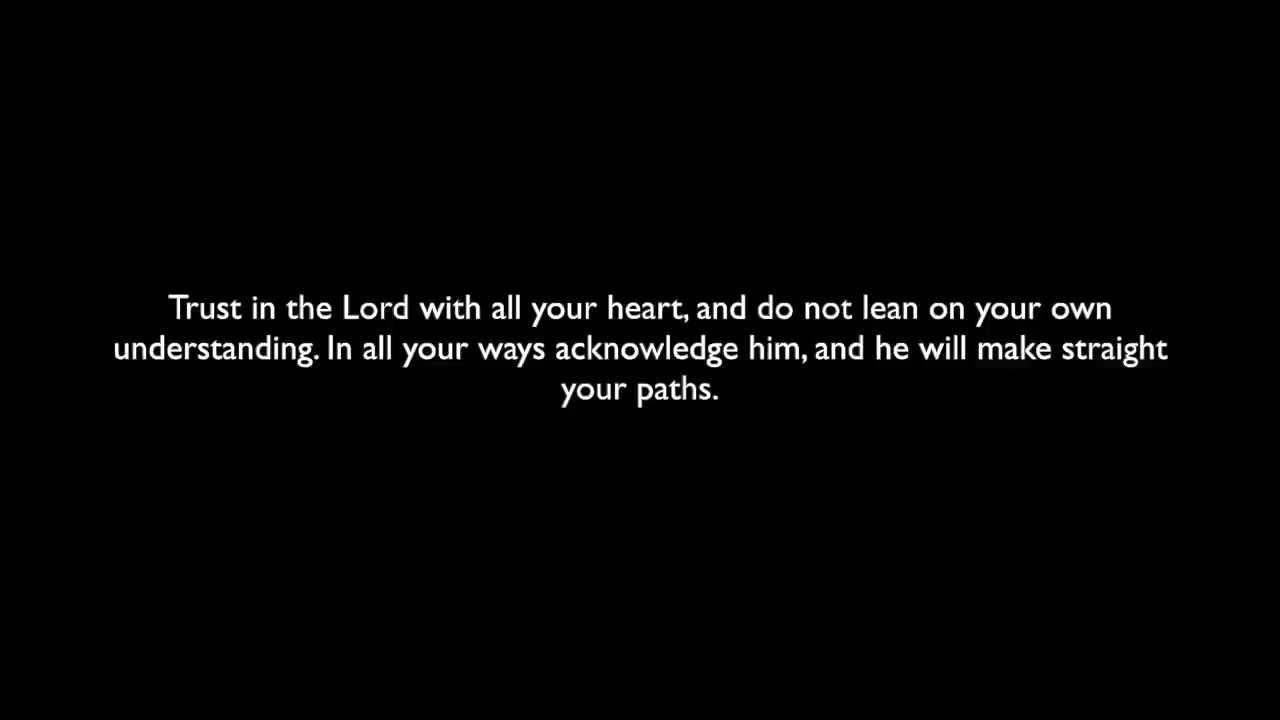 Trust in the Lord with all your heart, and do not lean on your own
understanding. In all your ways acknowledge him, and he will make straight
your paths.